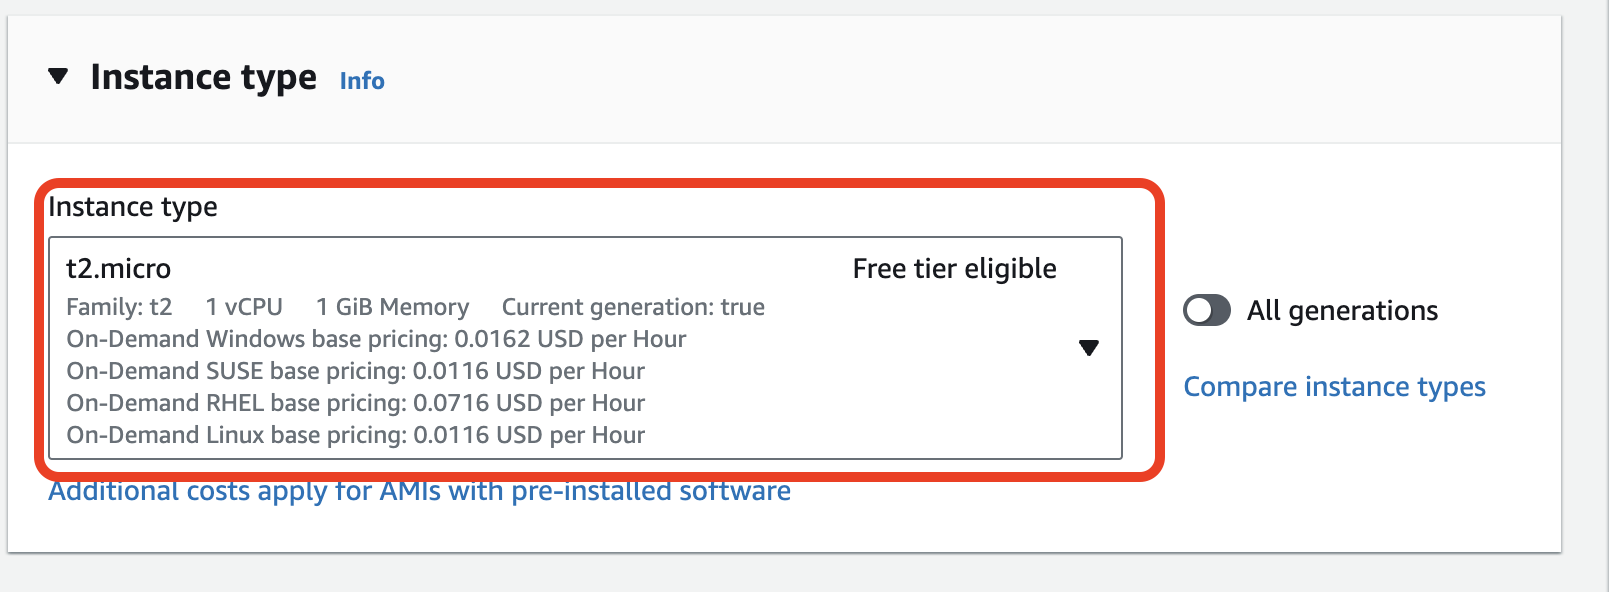 Instance type Info
Instance type
t2.micro Free tier eligible
Family: t2 1 vCPU 1 GiB Memory Current generation: true
On-Demand Windows base pricing: 0.0162 USD per Hour
On-Demand SUSE base pricing: 0.0116 USD per Hour
On-Demand RHEL base pricing: 0.0716 USD per Hour
On-Demand Linux base pricing: 0.0116 USD per Hour
All generations
Compare instance types
Additional costs apply for AMIs with pre-installed software